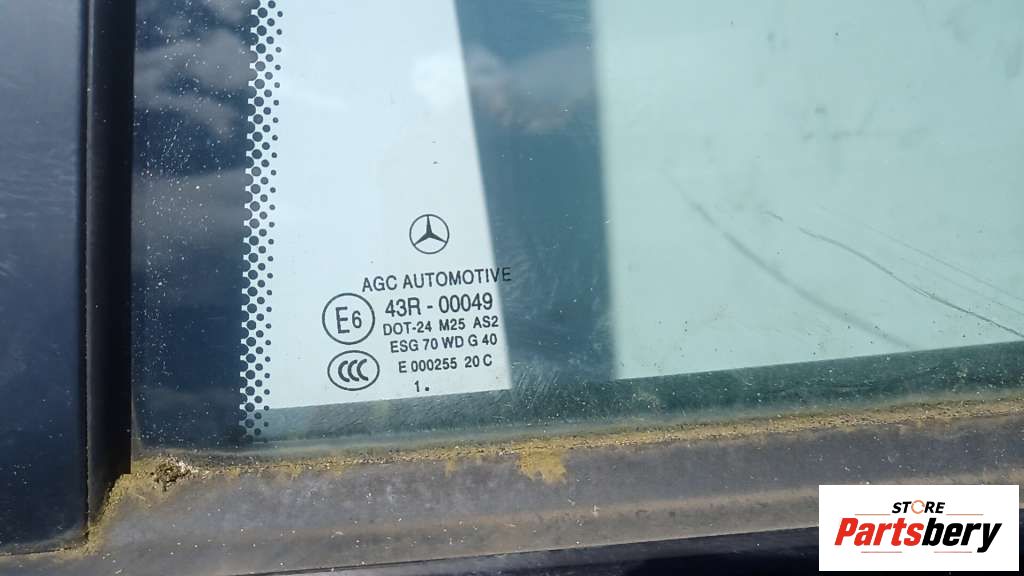 AGC AUTOMOTIVE
E6
43R - 00049
DOT-24 M25 AS2
ESG 70 WD G 40
CCC
E 000255 20 C
1.
STORE
Partsbery